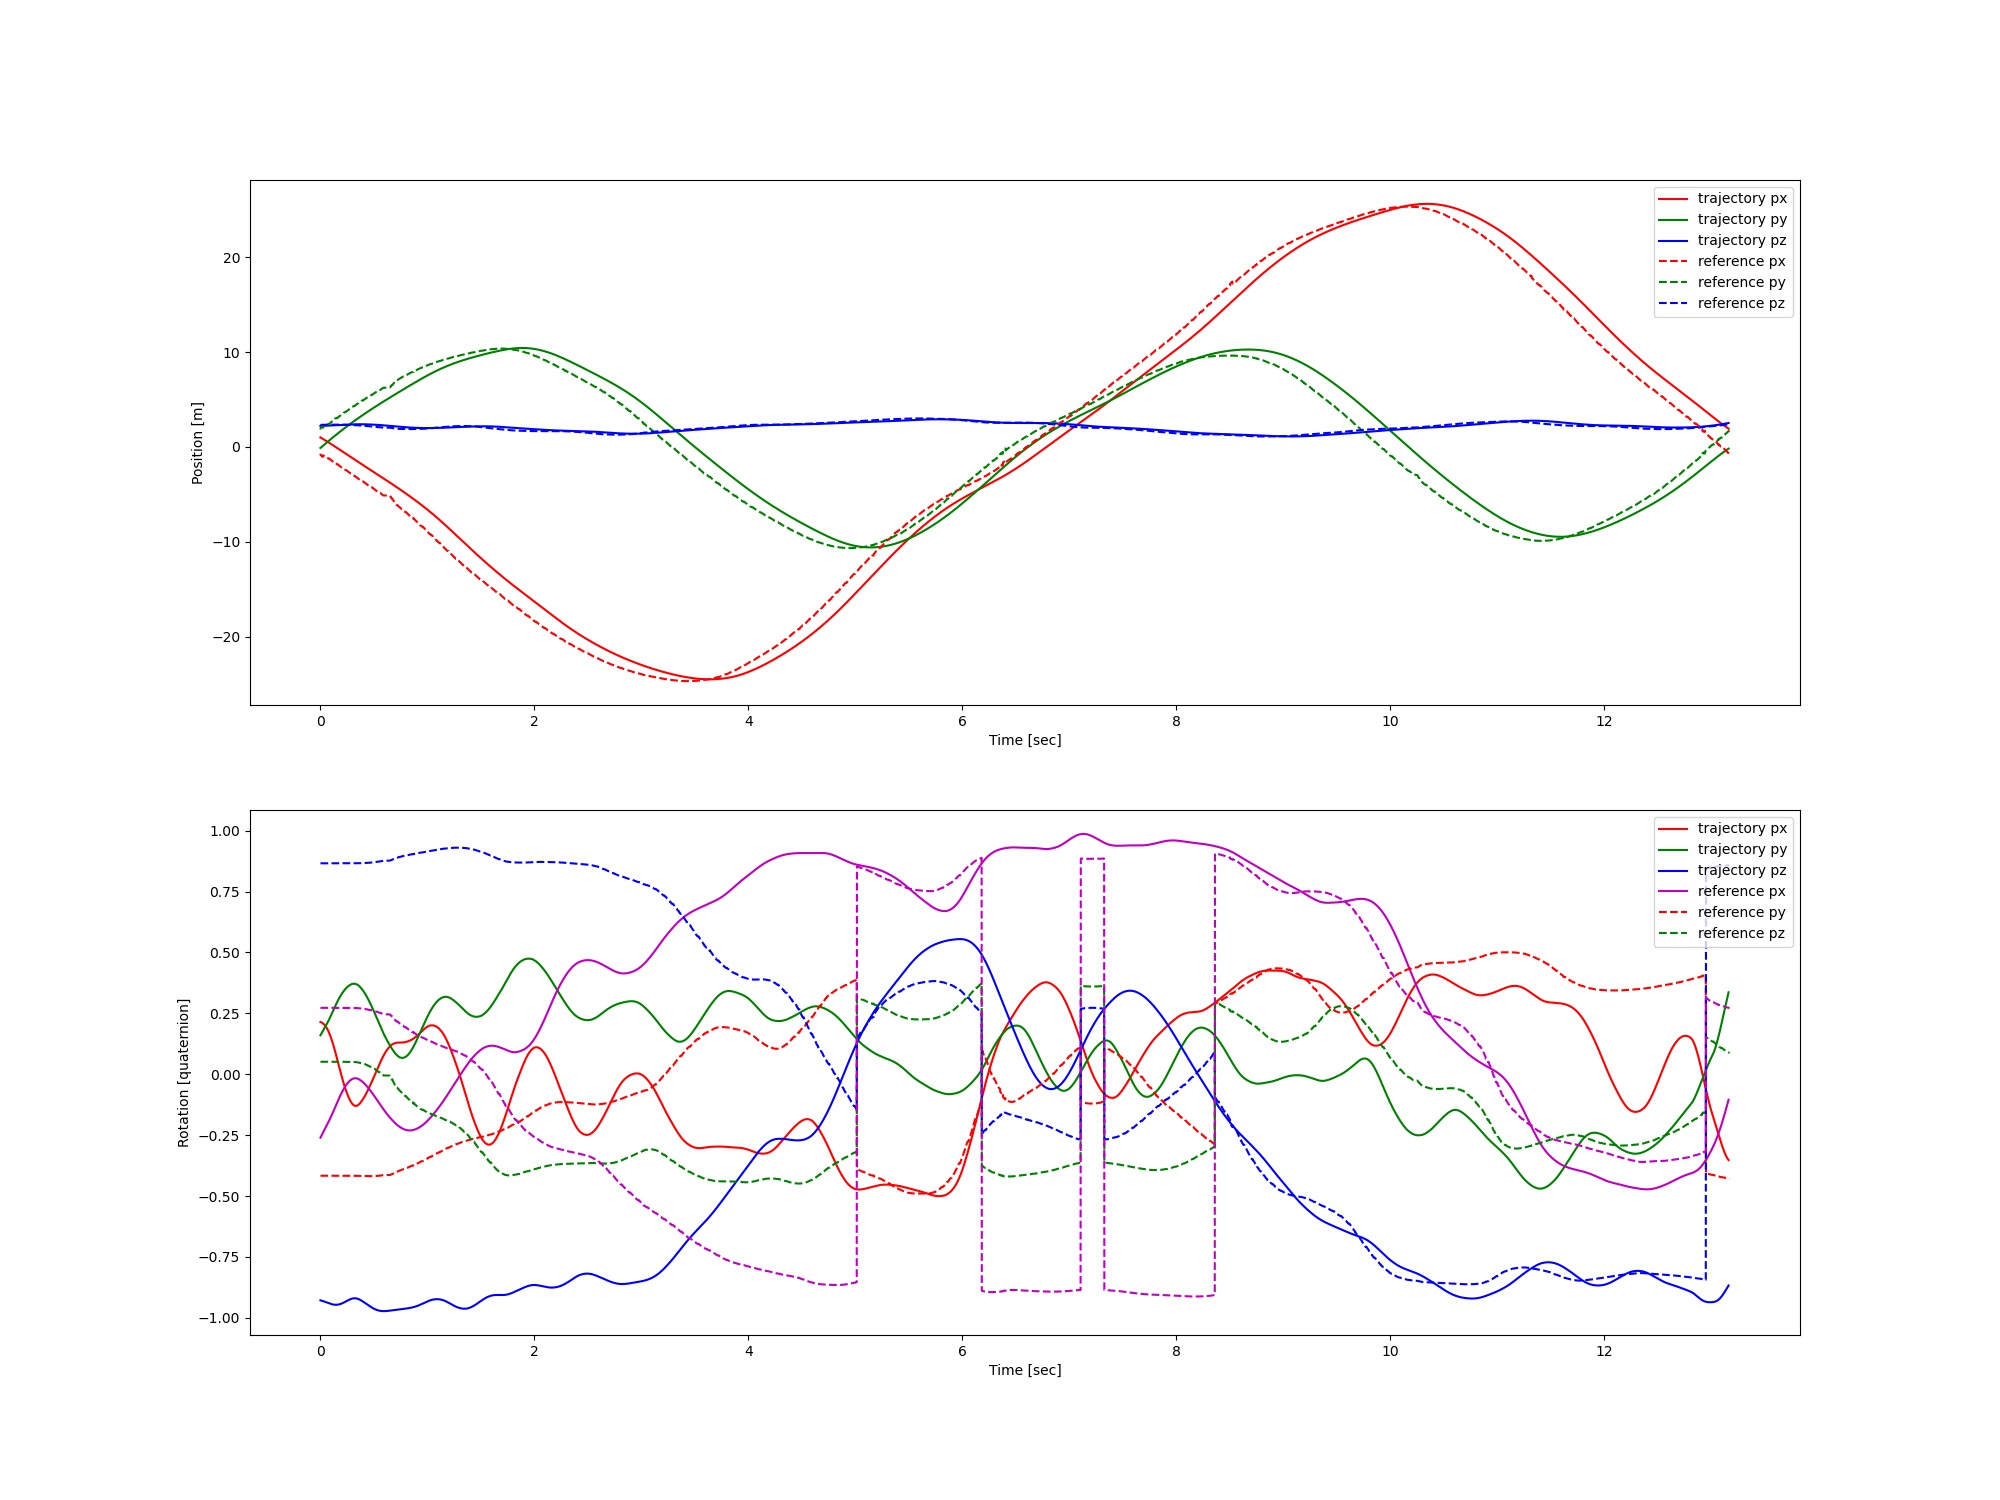 trajectory px
trajectory py
trajectory pz
reference px
reference py
reference pz
20
10
0
−10
−20
Position [m]
0 2 4 6 8 10 12
Time [sec]
trajectory px
trajectory py
trajectory pz
reference px
reference py
reference pz
1.00
0.75
0.50
0.25
0.00
−0.25
−0.50
−0.75
−1.00
Rotation [quaternion]
0 2 4 6 8 10 12
Time [sec]